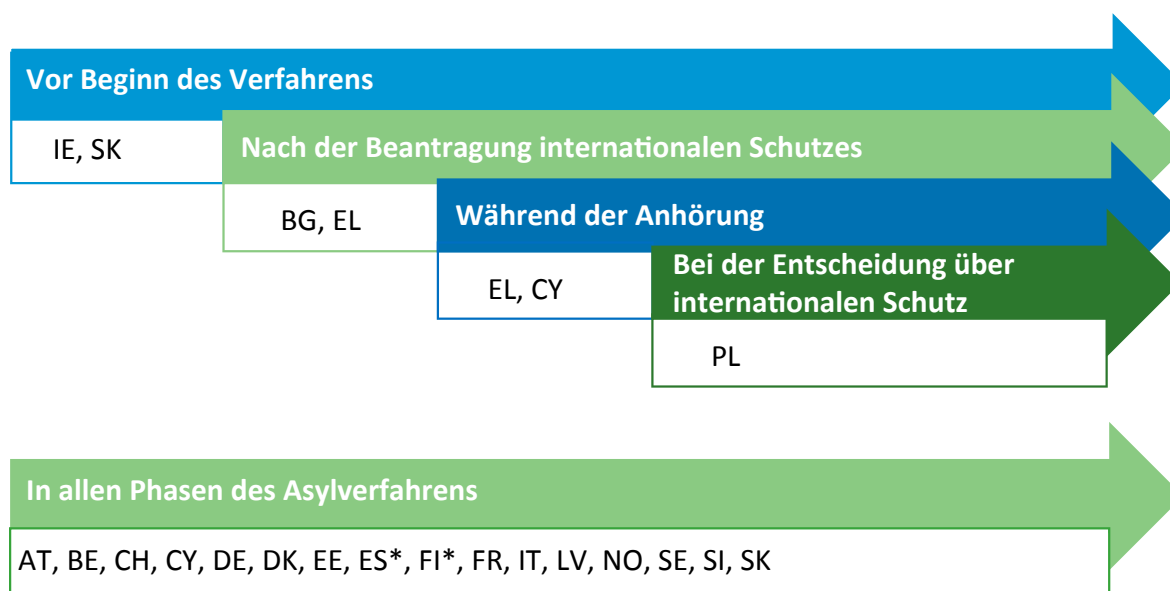 Vor Beginn des Verfahrens
IE, SK
Nach der Beantragung internationalen Schutzes
BG, EL
Während der Anhörung
EL, CY
Bei der Entscheidung über
internationalen Schutz
PL
In allen Phasen des Asylverfahrens
AT, BE, CH, CY, DE, DK, EE, ES*, FI*, FR, IT, LV, NO, SE, SI, SK